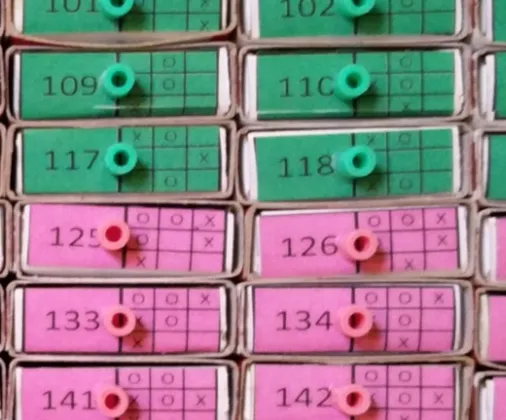 101 X
102
109 O
O
110 O
O
X
117 X O
X
O
118 X O
O
125 O O X
O X
X
126 O O X
X
X
133 O O X
X O
X
134 O O X
O
X
141 O O
X O X
142 O O
X O X